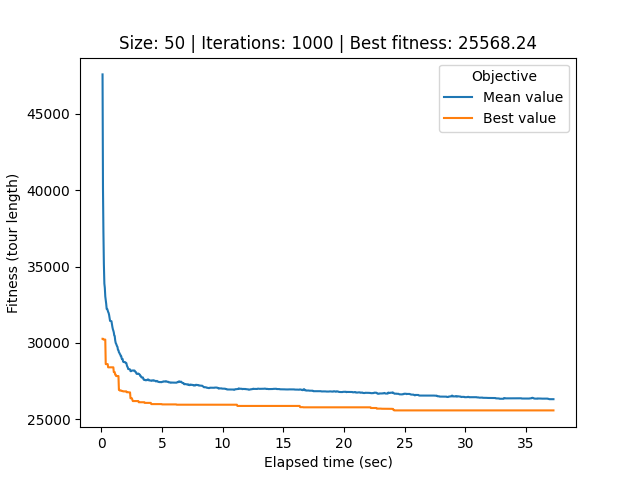 Size: 50 | Iterations: 1000 | Best fitness: 25568.24
Objective
Mean value
Best value
Fitness (tour length)
45000
40000
35000
30000
25000
0 5 10 15 20 25 30 35
Elapsed time (sec)